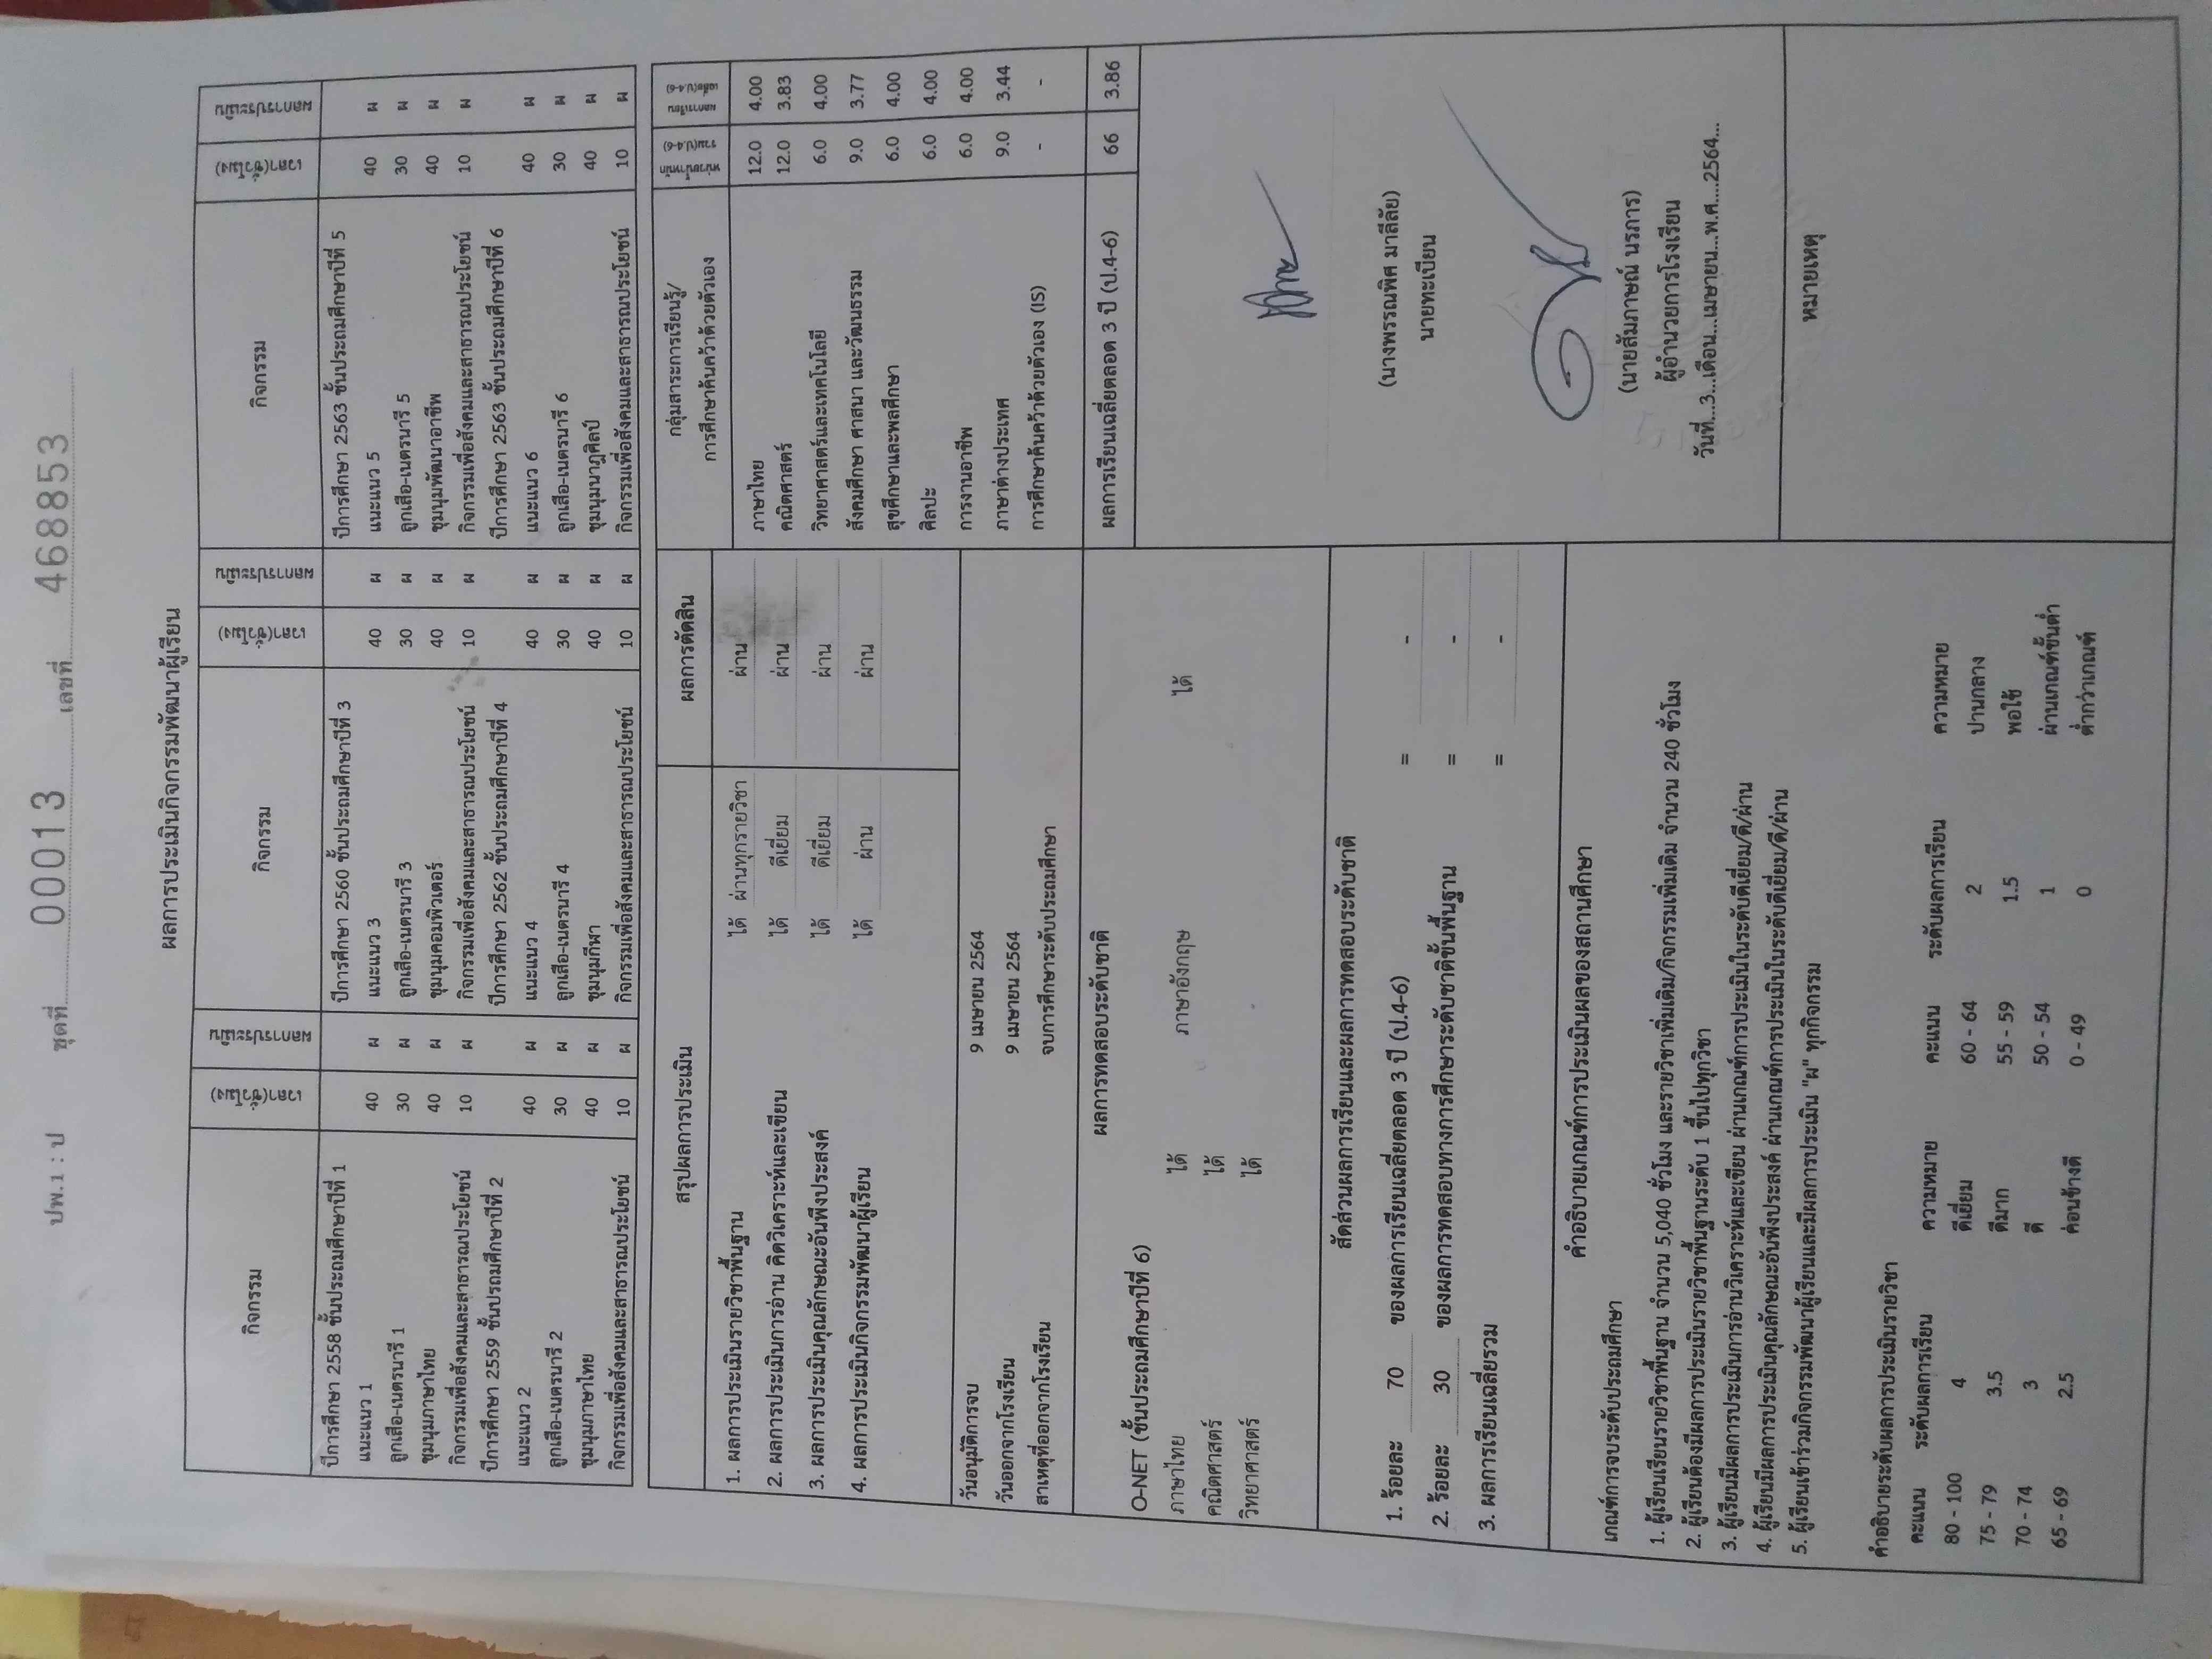 ปพ.1 : ป ชุดที่ 00013 เลขที่ 468853
ผลการประเมินกิจกรรมพัฒนาผู้เรียน
กิจกรรม เวลา(ชั่วโมง) ผลการประเมิน กิจกรรม เวลา(ชั่วโมง) ผลการประเมิน กิจกรรม เวลา(ชั่วโมง) ผลการประเมิน
ปีการศึกษา 2558 ชั้นประถมศึกษาปีที่ 1 ปีการศึกษา 2560 ชั้นประถมศึกษาปีที่ 3 ปีการศึกษา 2563 ชั้นประถมศึกษาปีที่ 5
แนะแนว 1 40 ผ แนะแนว 3 40 ผ แนะแนว 5 40 ผ
ลูกเสือ-เนตรนารี 1 30 ผ ลูกเสือ-เนตรนารี 3 30 ผ ลูกเสือ-เนตรนารี 5 30 ผ
ชุมนุมภาษาไทย 40 ผ ชุมนุมคอมพิวเตอร์ 40 ผ ชุมนุมพัฒนาอาชีพ 40 ผ
กิจกรรมเพื่อสังคมและสาธารณประโยชน์ 10 ผ กิจกรรมเพื่อสังคมและสาธารณประโยชน์ 10 ผ กิจกรรมเพื่อสังคมและสาธารณประโยชน์ 10 ผ
ปีการศึกษา 2559 ชั้นประถมศึกษาปีที่ 2 ปีการศึกษา 2562 ชั้นประถมศึกษาปีที่ 4 ปีการศึกษา 2563 ชั้นประถมศึกษาปีที่ 6
แนะแนว 2 40 ผ แนะแนว 4 40 ผ แนะแนว 6 40 ผ
ลูกเสือ-เนตรนารี 2 30 ผ ลูกเสือ-เนตรนารี 4 30 ผ ลูกเสือ-เนตรนารี 6 30 ผ
ชุมนุมภาษาไทย 40 ผ ชุมนุมกีฬา 40 ผ ชุมนุมนาฏศิลป์ 40 ผ
กิจกรรมเพื่อสังคมและสาธารณประโยชน์ 10 ผ กิจกรรมเพื่อสังคมและสาธารณประโยชน์ 10 ผ กิจกรรมเพื่อสังคมและสาธารณประโยชน์ 10 ผ
สรุปผลการประเมิน ผลการตัดสิน
1. ผลการประเมินรายวิชาพื้นฐาน ได้ ผ่านทุกรายวิชา ผ่าน
2. ผลการประเมินการอ่าน คิดวิเคราะห์และเขียน ได้ ดีเยี่ยม ผ่าน
3. ผลการประเมินคุณลักษณะอันพึงประสงค์ ได้ ดีเยี่ยม ผ่าน
4. ผลการประเมินกิจกรรมพัฒนาผู้เรียน ได้ ผ่าน ผ่าน
วันอนุมัติการจบ 9 เมษายน 2564
วันออกจากโรงเรียน 9 เมษายน 2564
สาเหตุที่ออกจากโรงเรียน จบการศึกษาระดับประถมศึกษา
ผลการทดสอบระดับชาติ
O-NET (ชั้นประถมศึกษาปีที่ 6)
ภาษาไทย ได้ ภาษาอังกฤษ ได้
คณิตศาสตร์ ได้
วิทยาศาสตร์ ได้
สัดส่วนผลการเรียนและผลการทดสอบระดับชาติ
1. ร้อยละ 70 ของผลการเรียนเฉลี่ยตลอด 3 ปี (ป.4-6) = -
2. ร้อยละ 30 ของผลการทดสอบทางการศึกษาระดับชาติขั้นพื้นฐาน = -
3. ผลการเรียนเฉลี่ยรวม = -
คำอธิบายเกณฑ์การประเมินผลของสถานศึกษา
เกณฑ์การจบระดับประถมศึกษา
1. ผู้เรียนเรียนรายวิชาพื้นฐาน จำนวน 5,040 ชั่วโมง และรายวิชาเพิ่มเติม/กิจกรรมเพิ่มเติม จำนวน 240 ชั่วโมง
2. ผู้เรียนต้องมีผลการประเมินรายวิชาพื้นฐานระดับ 1 ขึ้นไปทุกวิชา
3. ผู้เรียนมีผลการประเมินการอ่านวิเคราะห์และเขียน ผ่านเกณฑ์การประเมินในระดับดีเยี่ยม/ดี/ผ่าน
4. ผู้เรียนมีผลการประเมินคุณลักษณะอันพึงประสงค์ ผ่านเกณฑ์การประเมินในระดับดีเยี่ยม/ดี/ผ่าน
5. ผู้เรียนเข้าร่วมกิจกรรมพัฒนาผู้เรียนและมีผลการประเมิน "ผ" ทุกกิจกรรม
คำอธิบายระดับผลการประเมินรายวิชา
คะแนน ระดับผลการเรียน ความหมาย คะแนน ระดับผลการเรียน ความหมาย
80 - 100 4 ดีเยี่ยม 60 - 64 2 ปานกลาง
75 - 79 3.5 ดีมาก 55 - 59 1.5 พอใช้
70 - 74 3 ดี 50 - 54 1 ผ่านเกณฑ์ขั้นต่ำ
65 - 69 2.5 ค่อนข้างดี 0 - 49 0 ต่ำกว่าเกณฑ์
กลุ่มสาระการเรียนรู้/ หน่วยน้ำหนัก ผลการเรียน
การศึกษาค้นคว้าด้วยตัวเอง รวม(ป.4-6) เฉลี่ย(ป.4-6)
ภาษาไทย 12.0 4.00
คณิตศาสตร์ 12.0 3.83
วิทยาศาสตร์และเทคโนโลยี 6.0 4.00
สังคมศึกษา ศาสนา และวัฒนธรรม 9.0 3.77
สุขศึกษาและพลศึกษา 6.0 4.00
ศิลปะ 6.0 4.00
การงานอาชีพ 6.0 4.00
ภาษาต่างประเทศ 9.0 3.44
การศึกษาค้นคว้าด้วยตัวเอง (IS) - -
ผลการเรียนเฉลี่ยตลอด 3 ปี (ป.4-6) 66 3.86
(นางพรรณพิศ มาลีลัย)
นายทะเบียน
(นายสัมภาษณ์ นรการ)
ผู้อำนวยการโรงเรียน
วันที่...3...เดือน...เมษายน...พ.ศ....2564...
หมายเหตุ